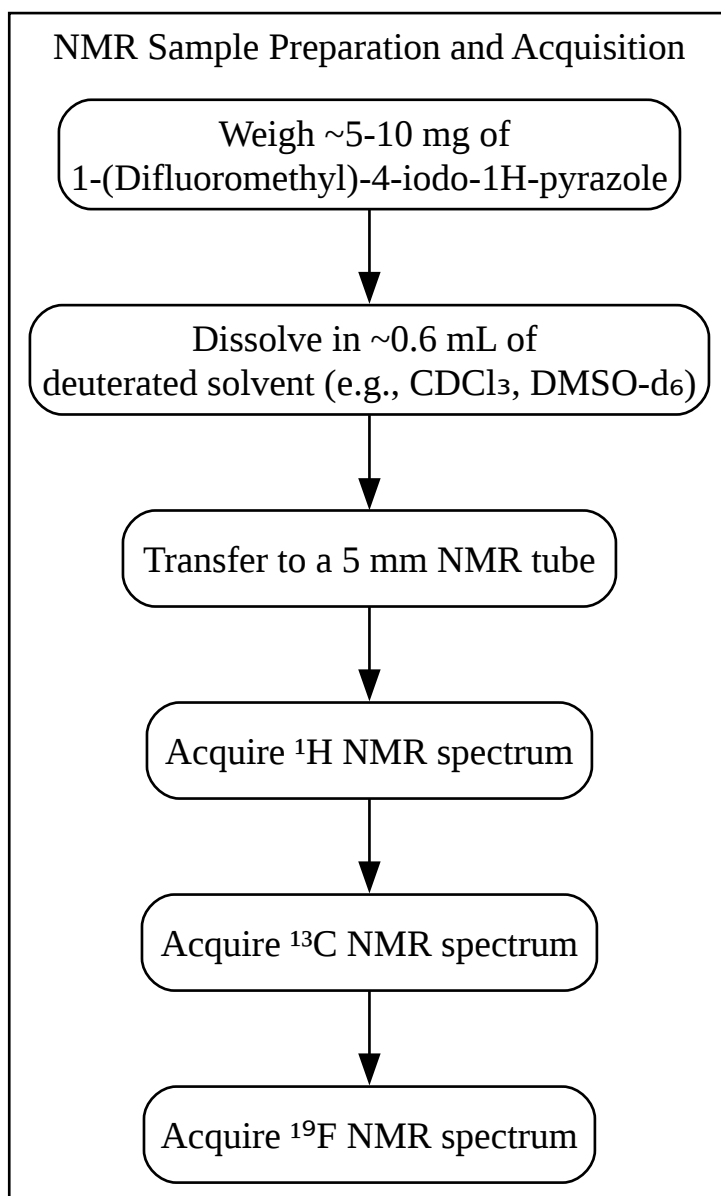 NMR Sample Preparation and Acquisition
Weigh ~5-10 mg of
1-(Difluoromethyl)-4-iodo-1H-pyrazole
Dissolve in ~0.6 mL of
deuterated solvent (e.g., CDCl₃, DMSO-d₆)
Transfer to a 5 mm NMR tube
Acquire ¹H NMR spectrum
Acquire ¹³C NMR spectrum
Acquire ¹⁹F NMR spectrum